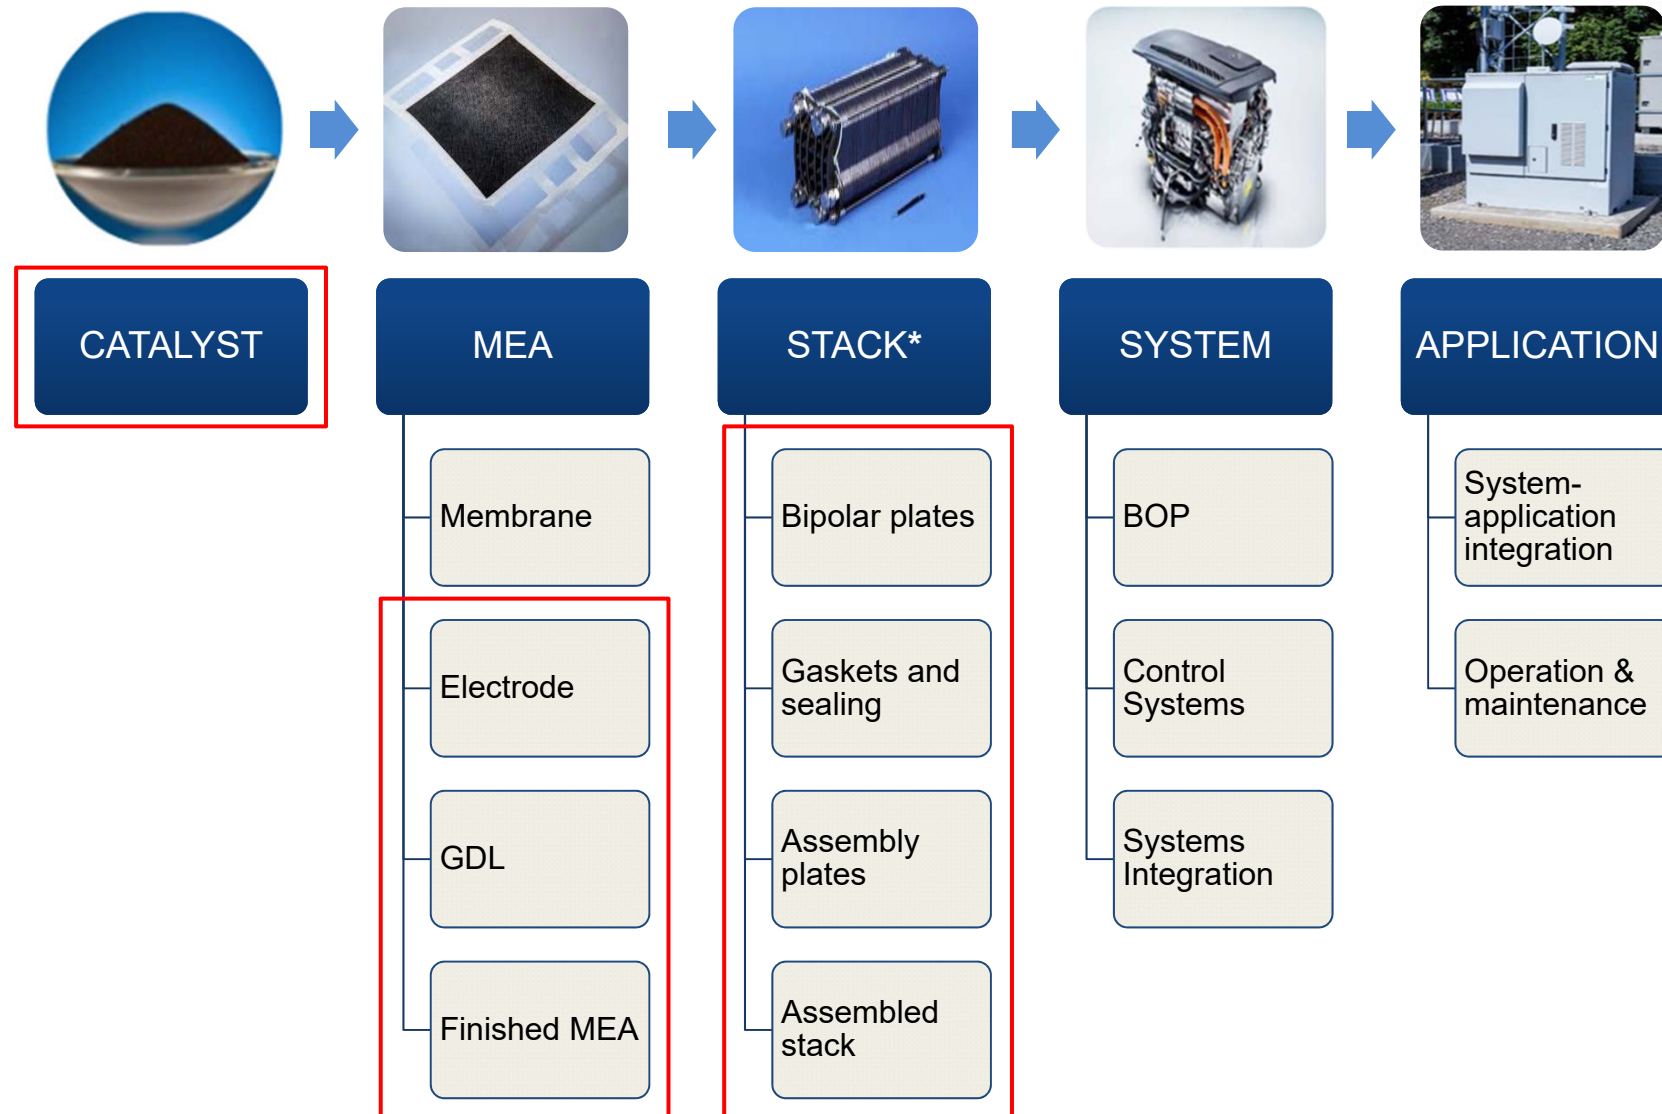 CATALYST
MEA
STACK*
SYSTEM
APPLICATION
Membrane
Electrode
GDL
Finished MEA
Bipolar plates
Gaskets and
sealing
Assembly
plates
Assembled
stack
BOP
Control
Systems
Systems
Integration
System-
application
integration
Operation &
maintenance